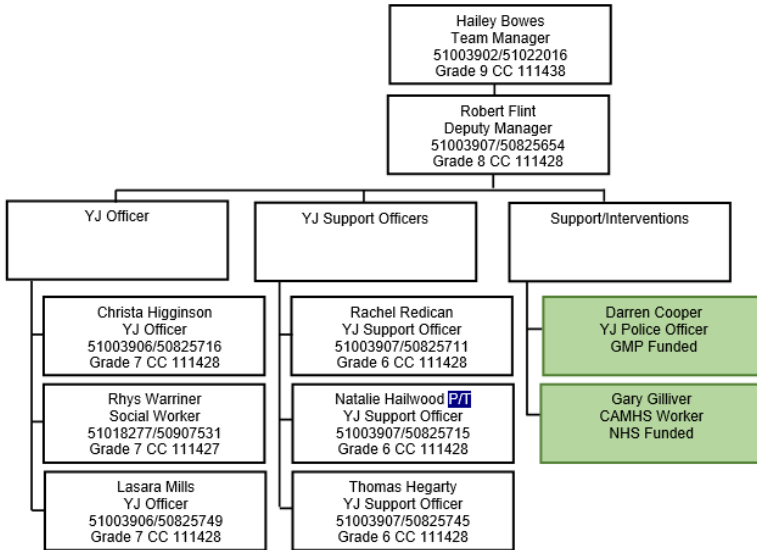 Hailey Bowes
Team Manager
51003902/51022016
Grade 9 CC 111438
Robert Flint
Deputy Manager
51003907/50825654
Grade 8 CC 111428
YJ Officer
YJ Support Officers
Support/Interventions
Christa Higginson
YJ Officer
51003906/50825716
Grade 7 CC 111428
Rhys Warriner
Social Worker
51018277/50907531
Grade 7 CC 111427
Lasara Mills
YJ Officer
51003906/50825749
Grade 7 CC 111428
Rachel Redican
YJ Support Officer
51003907/50825711
Grade 6 CC 111428
Natalie Hailwood P/T
YJ Support Officer
51003907/50825715
Grade 6 CC 111428
Thomas Hegarty
YJ Support Officer
51003907/50825745
Grade 6 CC 111428
Darren Cooper
YJ Police Officer
GMP Funded
Gary Gilliver
CAMHS Worker
NHS Funded